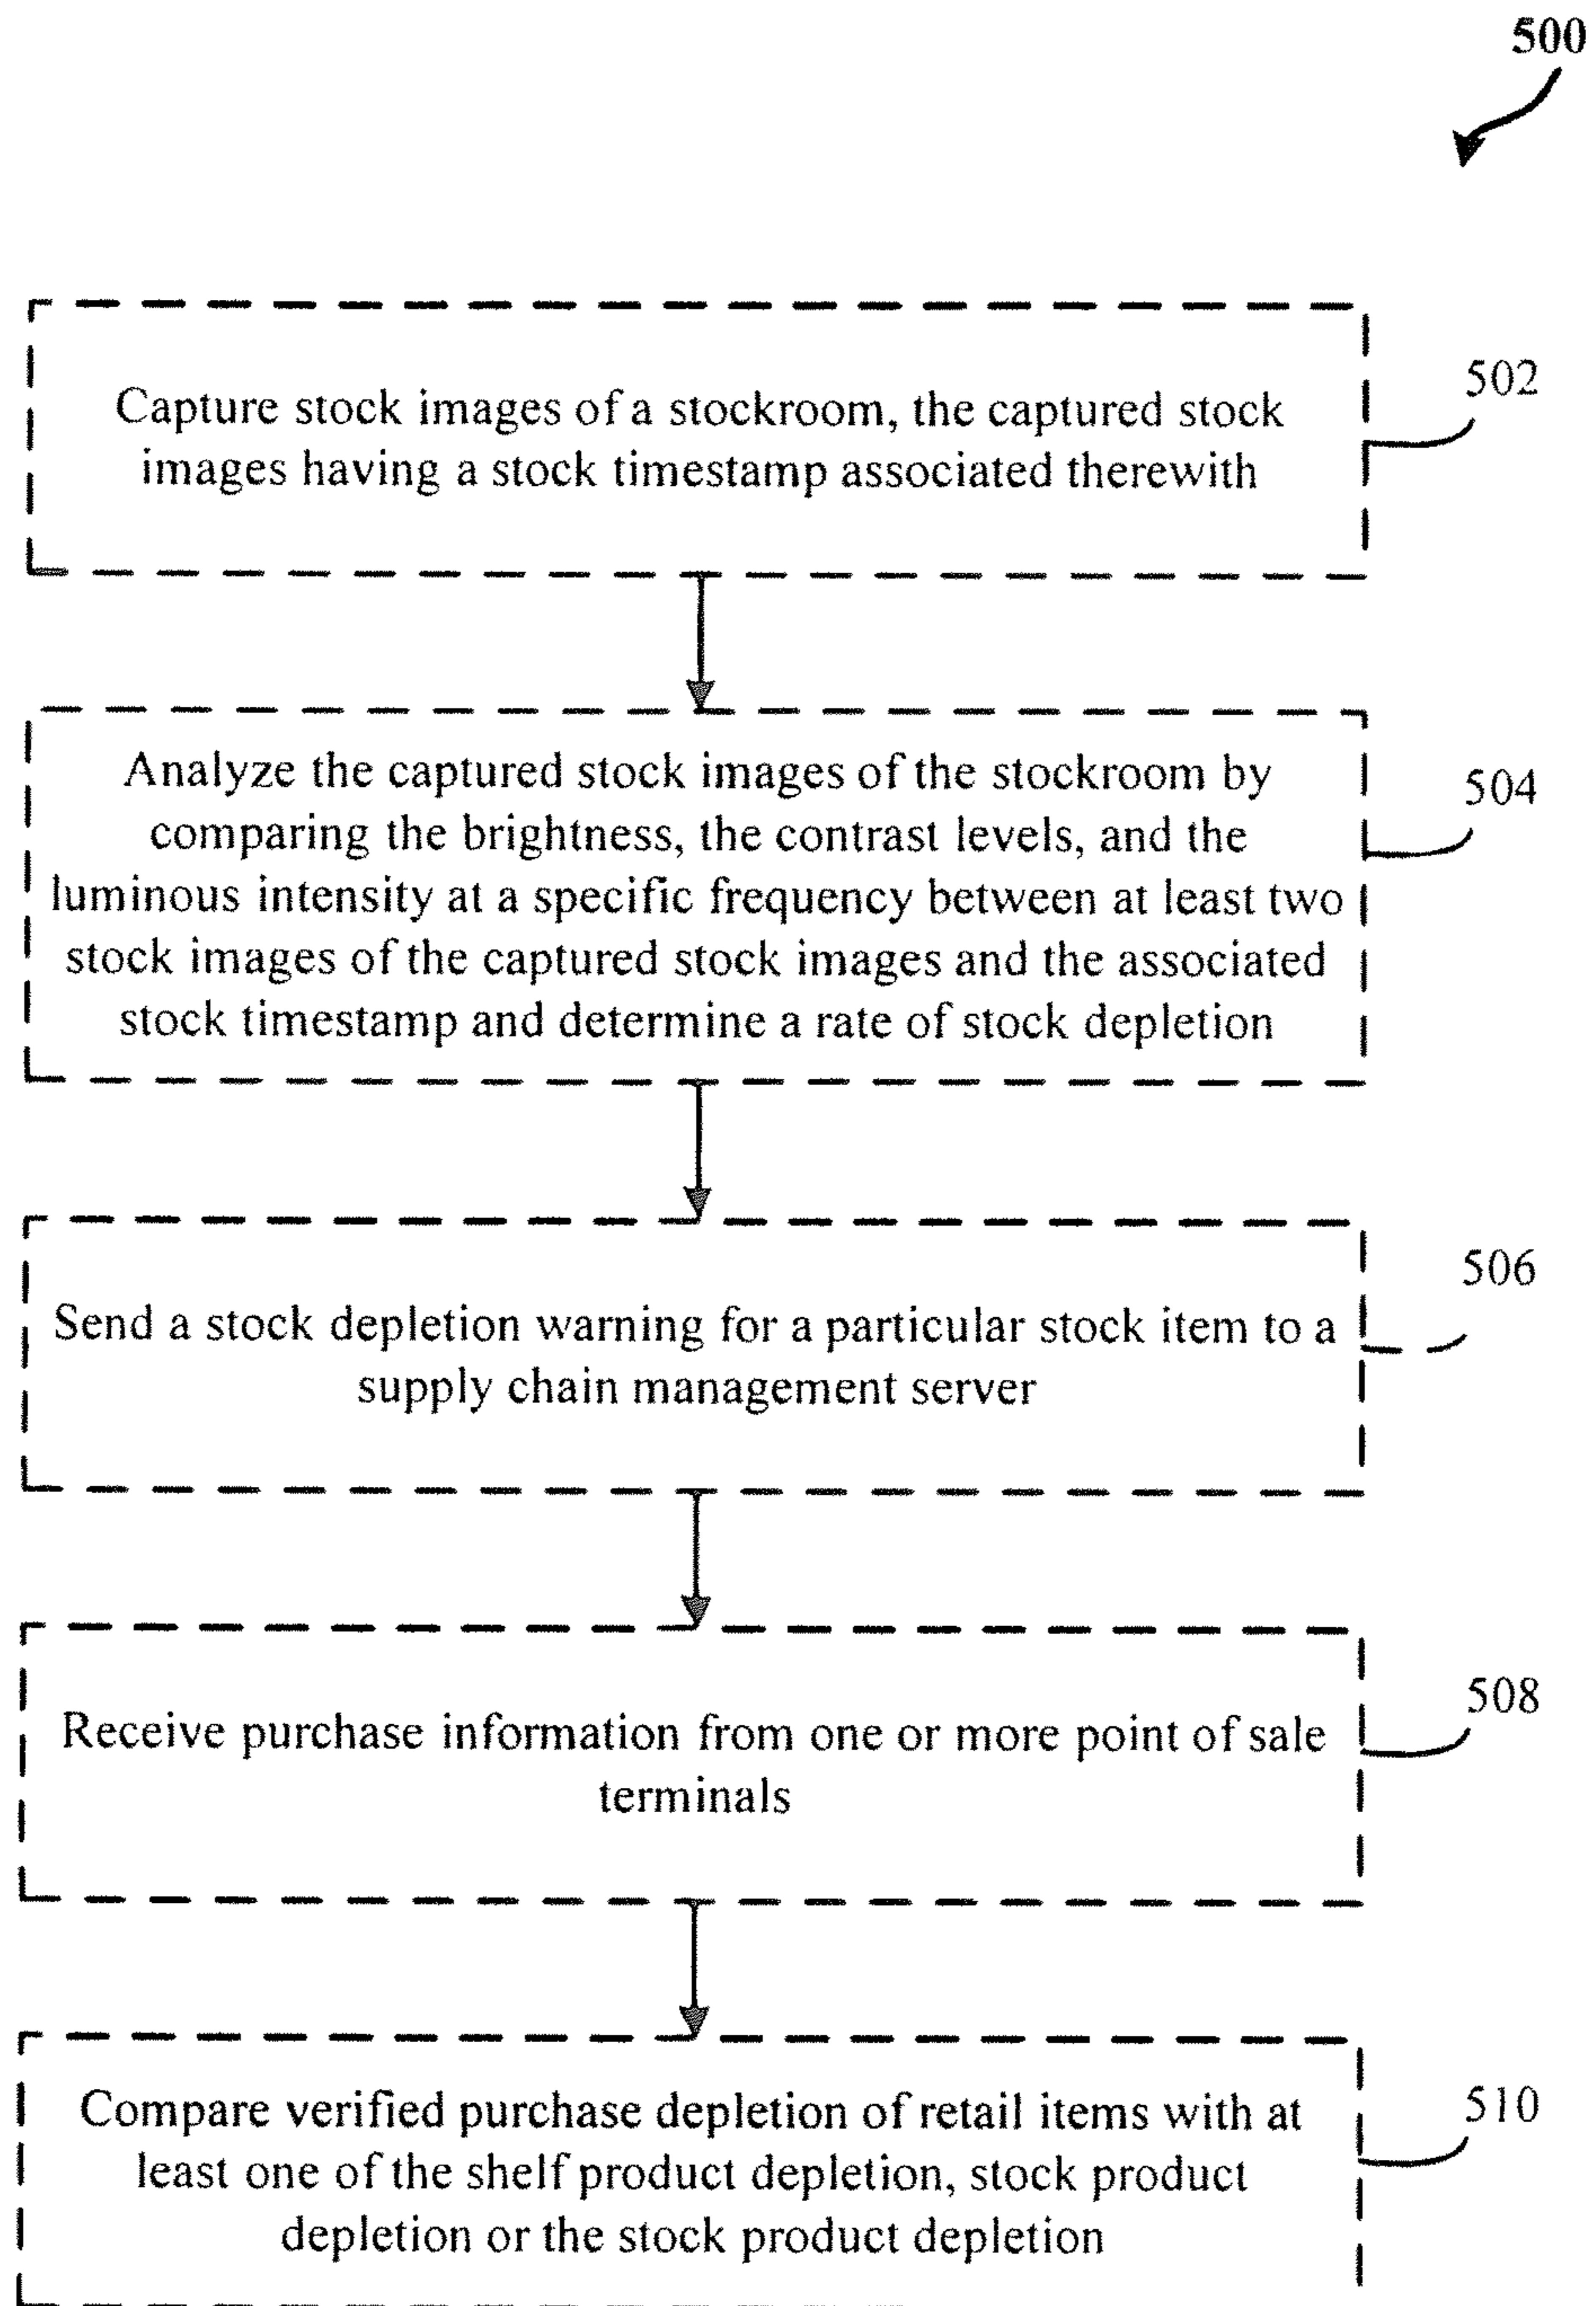 500
Capture stock images of a stockroom, the captured stock
images having a stock timestamp associated therewith
502
Analyze the captured stock images of the stockroom by
comparing the brightness, the contrast levels, and the
luminous intensity at a specific frequency between at least two
stock images of the captured stock images and the associated
stock timestamp and determine a rate of stock depletion
504
Send a stock depletion warning for a particular stock item to a
supply chain management server
506
Receive purchase information from one or more point of sale
terminals
508
Compare verified purchase depletion of retail items with at
least one of the shelf product depletion, stock product
depletion or the stock product depletion
510